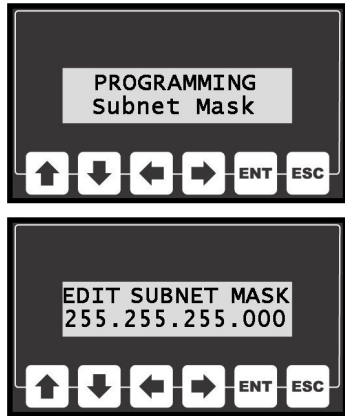 PROGRAMMING
Subnet Mask
ENT ESC
EDIT SUBNET MASK
255.255.255.000
ENT ESC